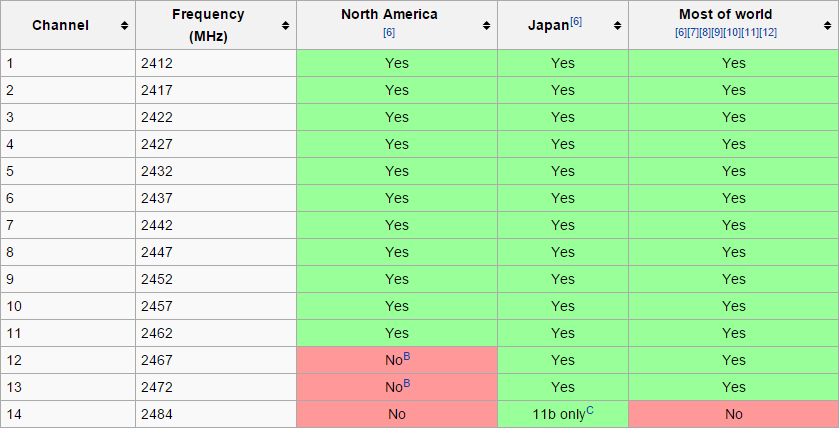 Channel Frequency (MHz) North America [6] Japan[6] Most of world [6][7][8][9][10][11][12]
1 2412 Yes Yes Yes
2 2417 Yes Yes Yes
3 2422 Yes Yes Yes
4 2427 Yes Yes Yes
5 2432 Yes Yes Yes
6 2437 Yes Yes Yes
7 2442 Yes Yes Yes
8 2447 Yes Yes Yes
9 2452 Yes Yes Yes
10 2457 Yes Yes Yes
11 2462 Yes Yes Yes
12 2467 NoB Yes Yes
13 2472 NoB Yes Yes
14 2484 No 11b onlyC No